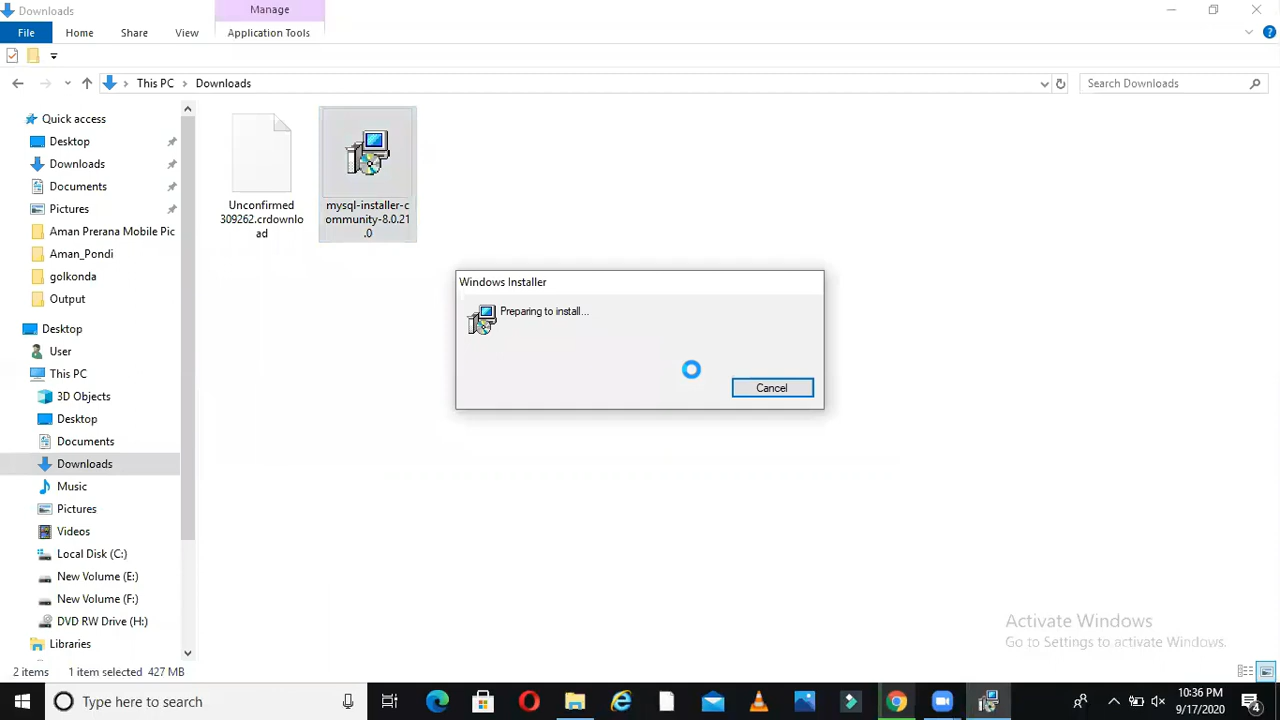 Downloads
Manage
File
Home
Share
View
Application Tools
This PC
Downloads
Search Downloads
Quick access
Desktop
Downloads
Documents
Pictures
Aman Prerana Mobile Pic
Aman_Pondi
golkonda
Output
Desktop
User
This PC
3D Objects
Desktop
Documents
Downloads
Music
Pictures
Videos
Local Disk (C:)
New Volume (E:)
New Volume (F:)
DVD RW Drive (H:)
Libraries
Unconfirmed
309262.crdownlo
ad
mysql-installer-c
ommunity-8.0.21
.0
Windows Installer
Preparing to install...
Cancel
Activate Windows
Go to Settings to activate Windows.
2 items
1 item selected 427 MB
Type here to search
10:36 PM
9/17/2020
4